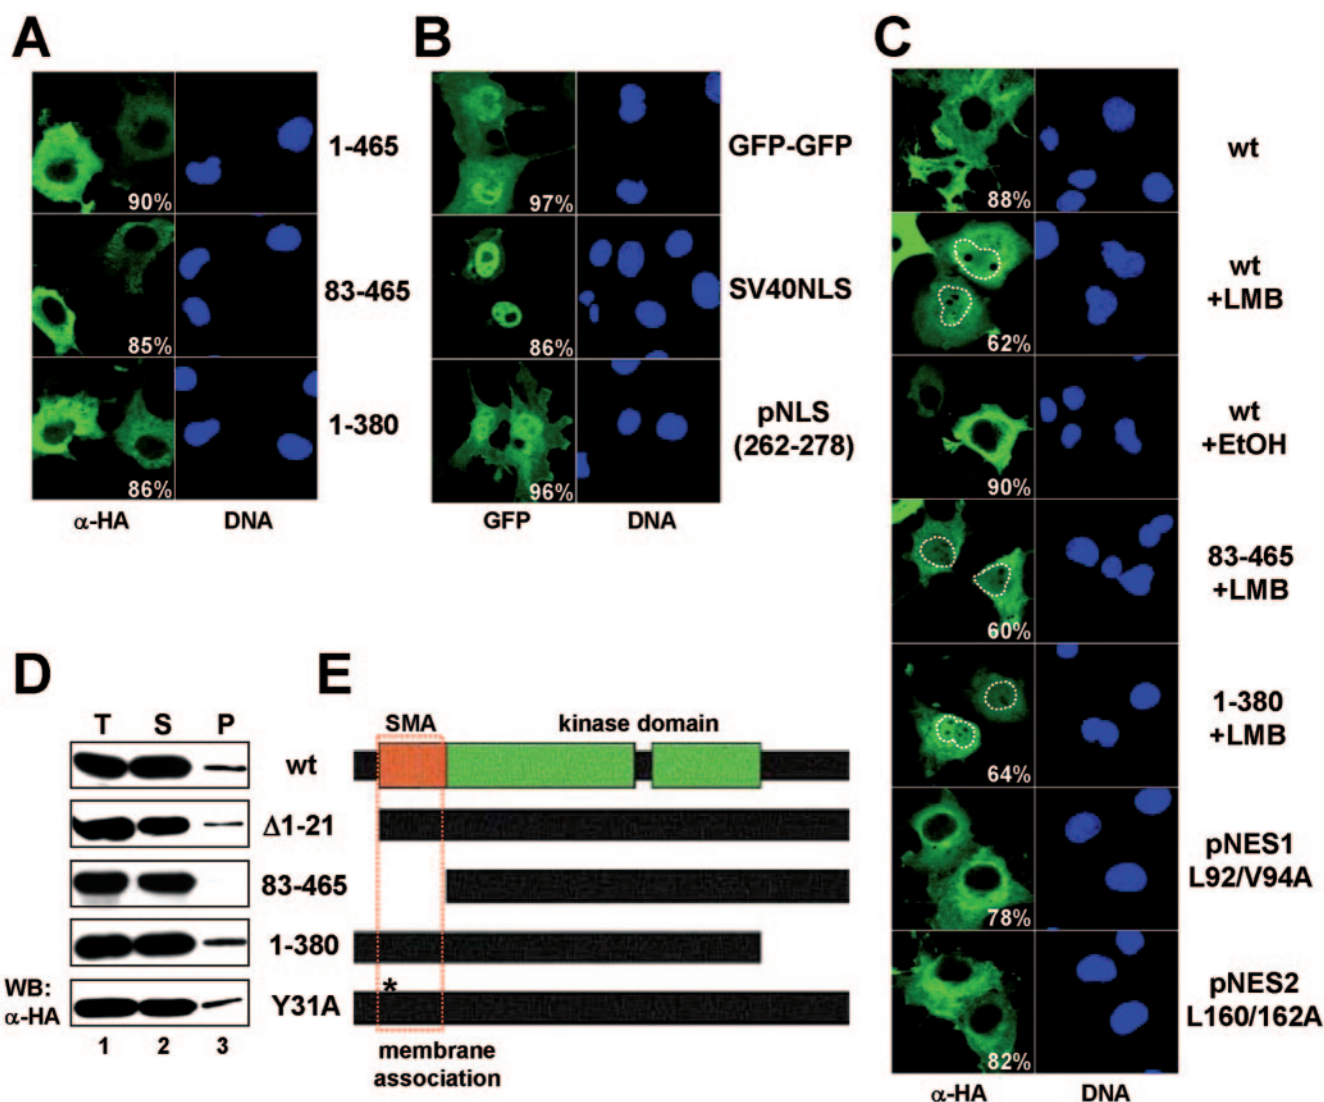 A
90%
1-465
85%
83-465
86%
1-380
α-HA DNA
B
97%
GFP-GFP
86%
SV40NLS
96%
pNLS
(262-278)
GFP DNA
C
88%
wt
62%
wt
+LMB
90%
wt
+EtOH
60%
83-465
+LMB
64%
1-380
+LMB
78%
pNES1
L92/V94A
82%
pNES2
L160/162A
α-HA DNA
D
T S P
wt
Δ1-21
83-465
1-380
WB:
α-HA
Y31A
1 2 3
E
SMA kinase domain
*
membrane
association